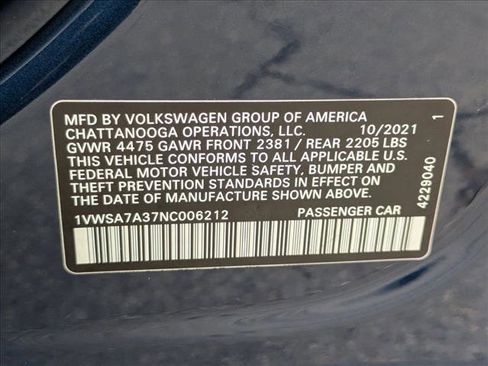 MFD BY VOLKSWAGEN GROUP OF AMERICA
CHATTANOOGA OPERATIONS, LLC. 10/2021
GVWR 4475 GAWR FRONT 2381 / REAR 2205 LBS
THIS VEHICLE CONFORMS TO ALL APPLICABLE
FEDERAL MOTOR VEHICLE SAFETY, BUMPER AND
THEFT PREVENTION STANDARDS IN EFFECT ON
THE DATE OF MANUFACTURE SHOWN ABOVE.
1VWSA7A37NC006212 PASSENGER CAR
4229040 1